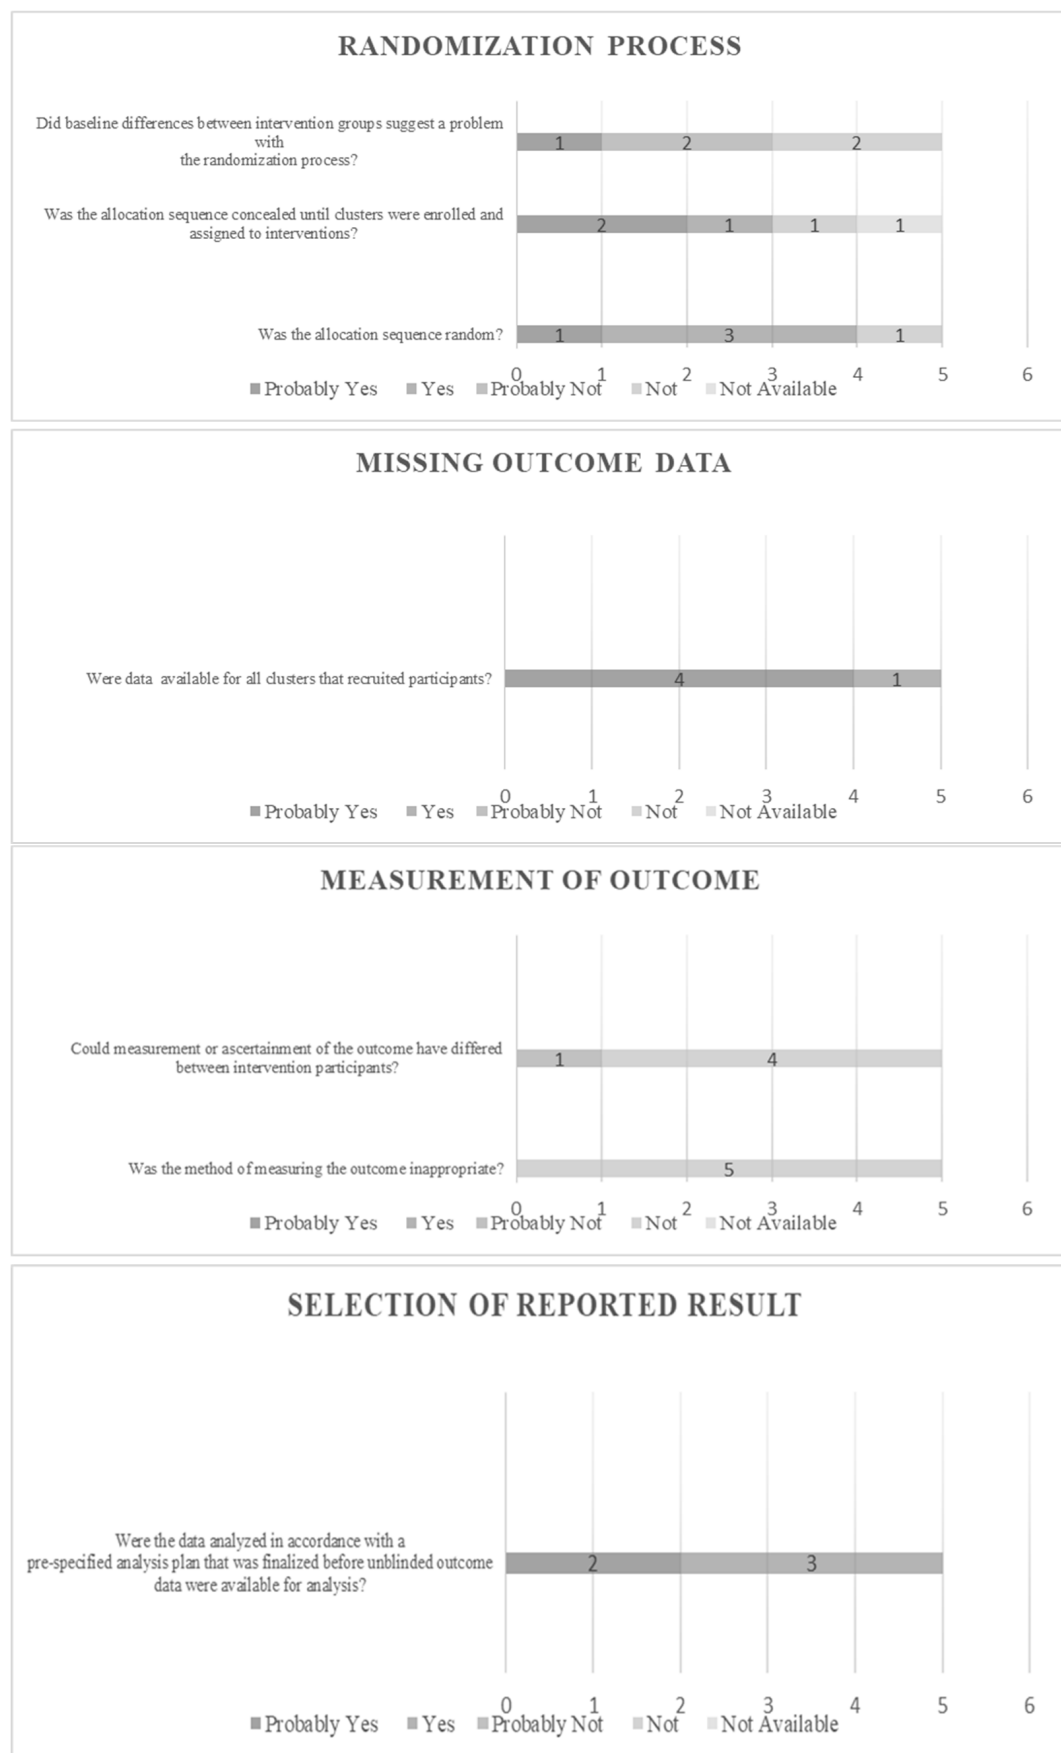 RANDOMIZATION PROCESS
Did baseline differences between intervention groups suggest a problem
with
the randomization process?
1 2 2
Was the allocation sequence concealed until clusters were enrolled and
assigned to interventions?
2 1 1 1
Was the allocation sequence random?
1 3 1
0 1 2 3 4 5 6
Probably Yes Yes Probably Not Not Not Available
MISSING OUTCOME DATA
Were data available for all clusters that recruited participants?
4 1
0 1 2 3 4 5 6
Probably Yes Yes Probably Not Not Not Available
MEASUREMENT OF OUTCOME
Could measurement or ascertainment of the outcome have differed
between intervention participants?
1 4
Was the method of measuring the outcome inappropriate?
5
0 1 2 3 4 5 6
Probably Yes Yes Probably Not Not Not Available
SELECTION OF REPORTED RESULT
Were the data analyzed in accordance with a
pre-specified analysis plan that was finalized before unblinded outcome
data were available for analysis?
2 3
0 1 2 3 4 5 6
Probably Yes Yes Probably Not Not Not Available